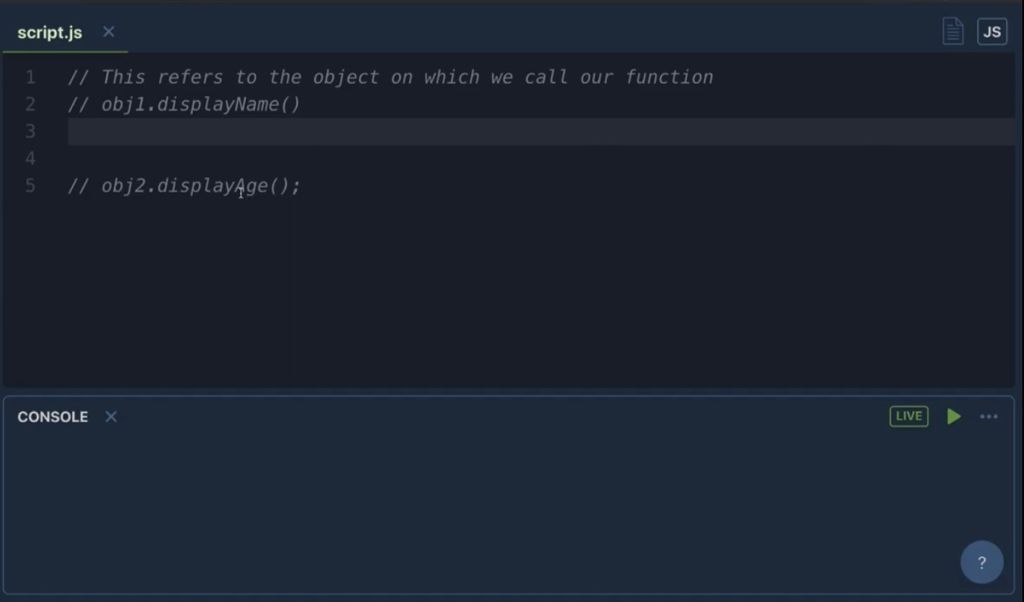 script.js ×
JS
1 // This refers to the object on which we call our function
2 // obj1.displayName()
3
4
5 // obj2.displayAge();
CONSOLE ×
LIVE
?